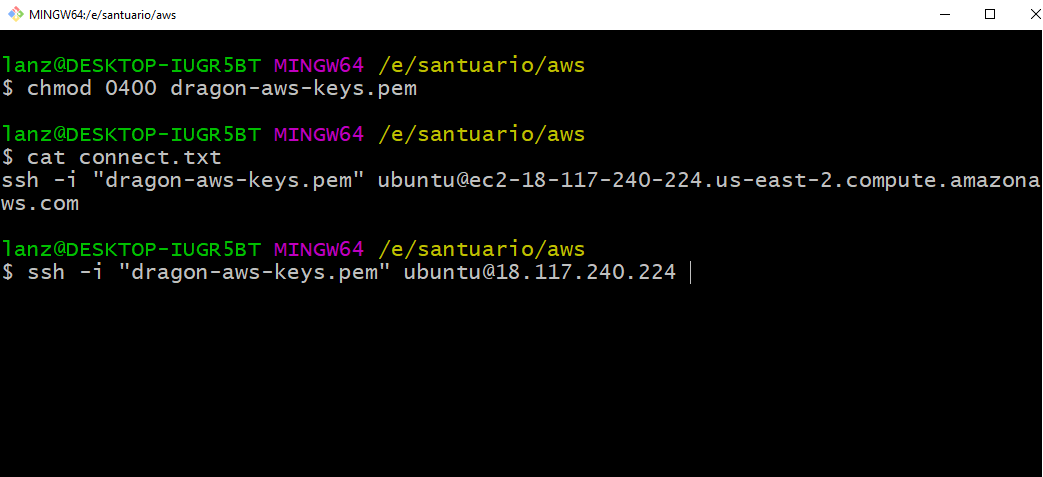 MINGW64:/e/santuario/aws
lanz@DESKTOP-IUGR5BT MINGW64 /e/santuario/aws
$ chmod 0400 dragon-aws-keys.pem
lanz@DESKTOP-IUGR5BT MINGW64 /e/santuario/aws
$ cat connect.txt
ssh -i "dragon-aws-keys.pem" ubuntu@ec2-18-117-240-224.us-east-2.compute.amazona
ws.com
lanz@DESKTOP-IUGR5BT MINGW64 /e/santuario/aws
$ ssh -i "dragon-aws-keys.pem" ubuntu@18.117.240.224